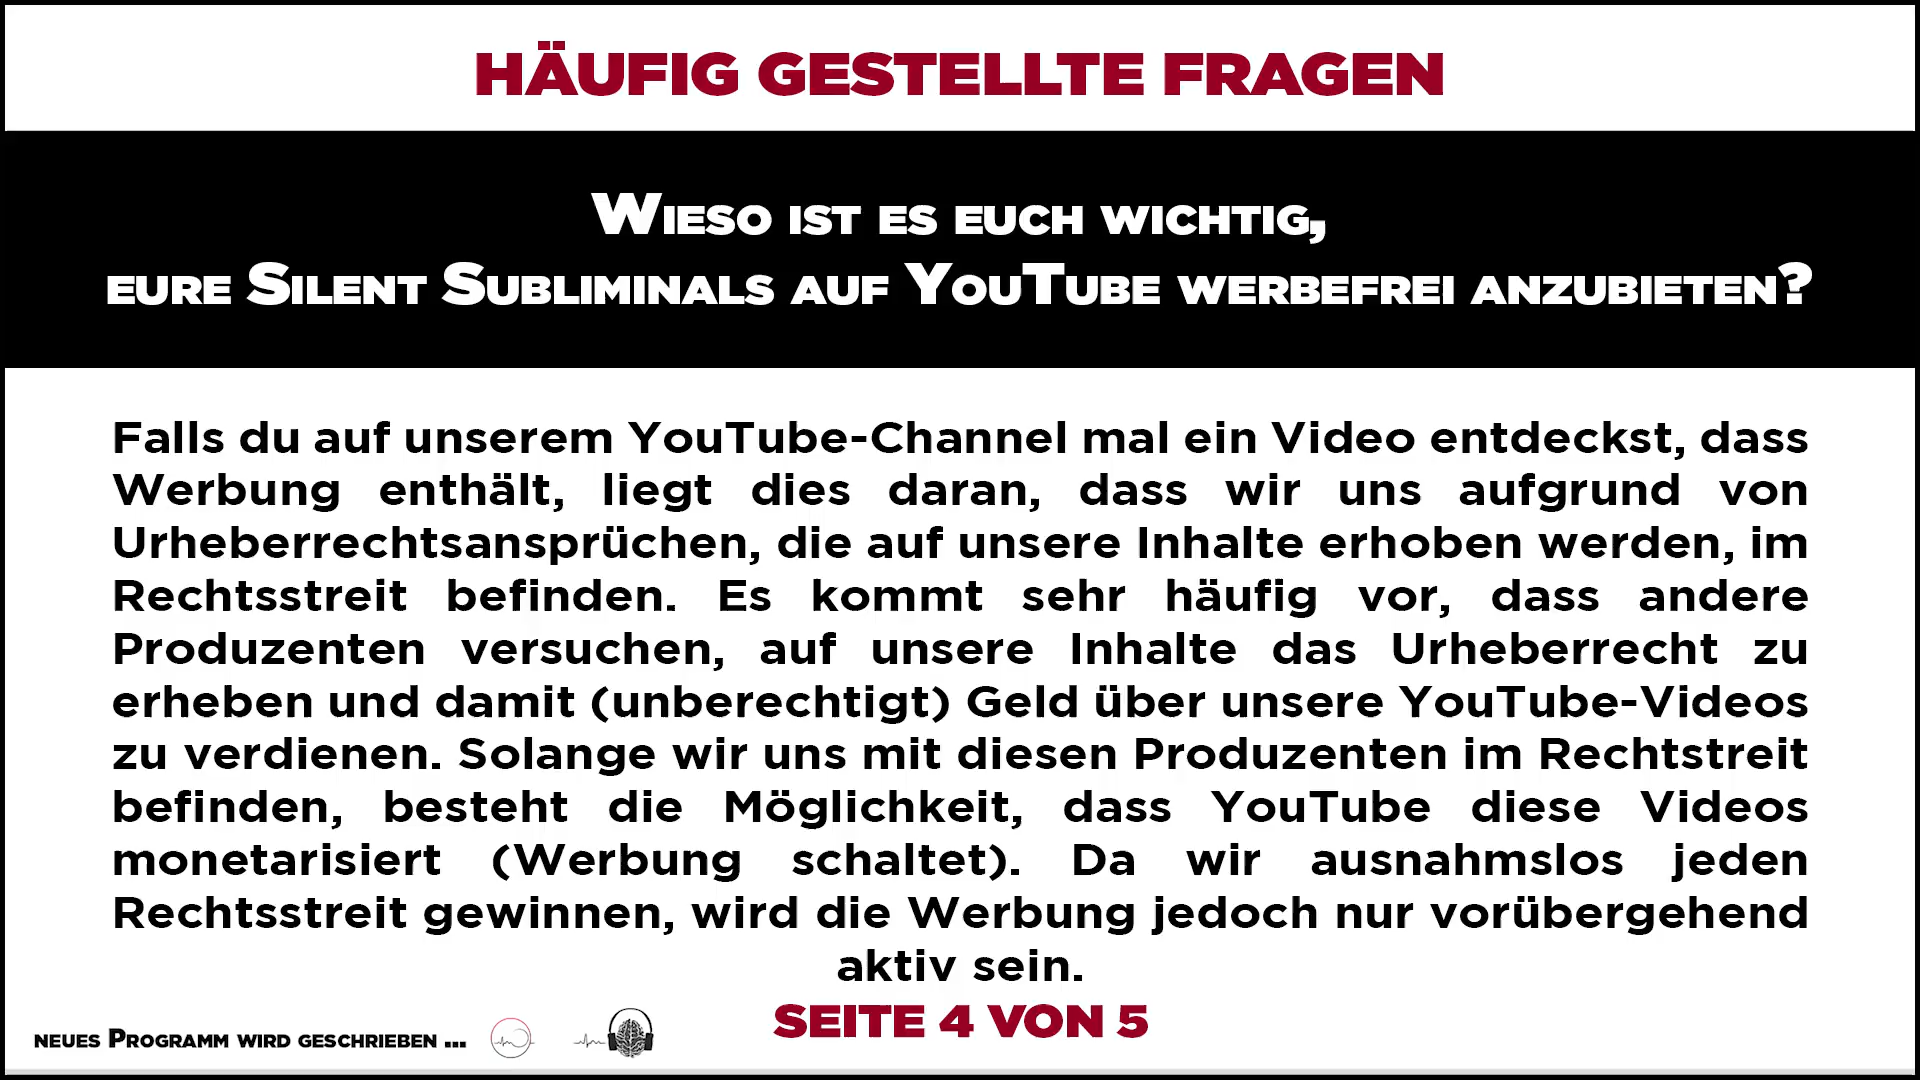 HÄUFIG GESTELLTE FRAGEN
WIESO IST ES EUCH WICHTIG,
EURE SILENT SUBLIMINALS AUF YOUTUBE WERBEFREI ANZUBIETEN?
Falls du auf unserem YouTube-Channel mal ein Video entdeckst, dass
Werbung enthält, liegt dies daran, dass wir uns aufgrund von
Urheberrechtsansprüchen, die auf unsere Inhalte erhoben werden, im
Rechtsstreit befinden. Es kommt sehr häufig vor, dass andere
Produzenten versuchen, auf unsere Inhalte das Urheberrecht zu
erheben und damit (unberechtigt) Geld über unsere YouTube-Videos
zu verdienen. Solange wir uns mit diesen Produzenten im Rechtstreit
befinden, besteht die Möglichkeit, dass YouTube diese Videos
monetarisiert (Werbung schaltet). Da wir ausnahmslos jeden
Rechtsstreit gewinnen, wird die Werbung jedoch nur vorübergehend
aktiv sein.
SEITE 4 VON 5
NEUES PROGRAMM WIRD GESCHRIEBEN ...